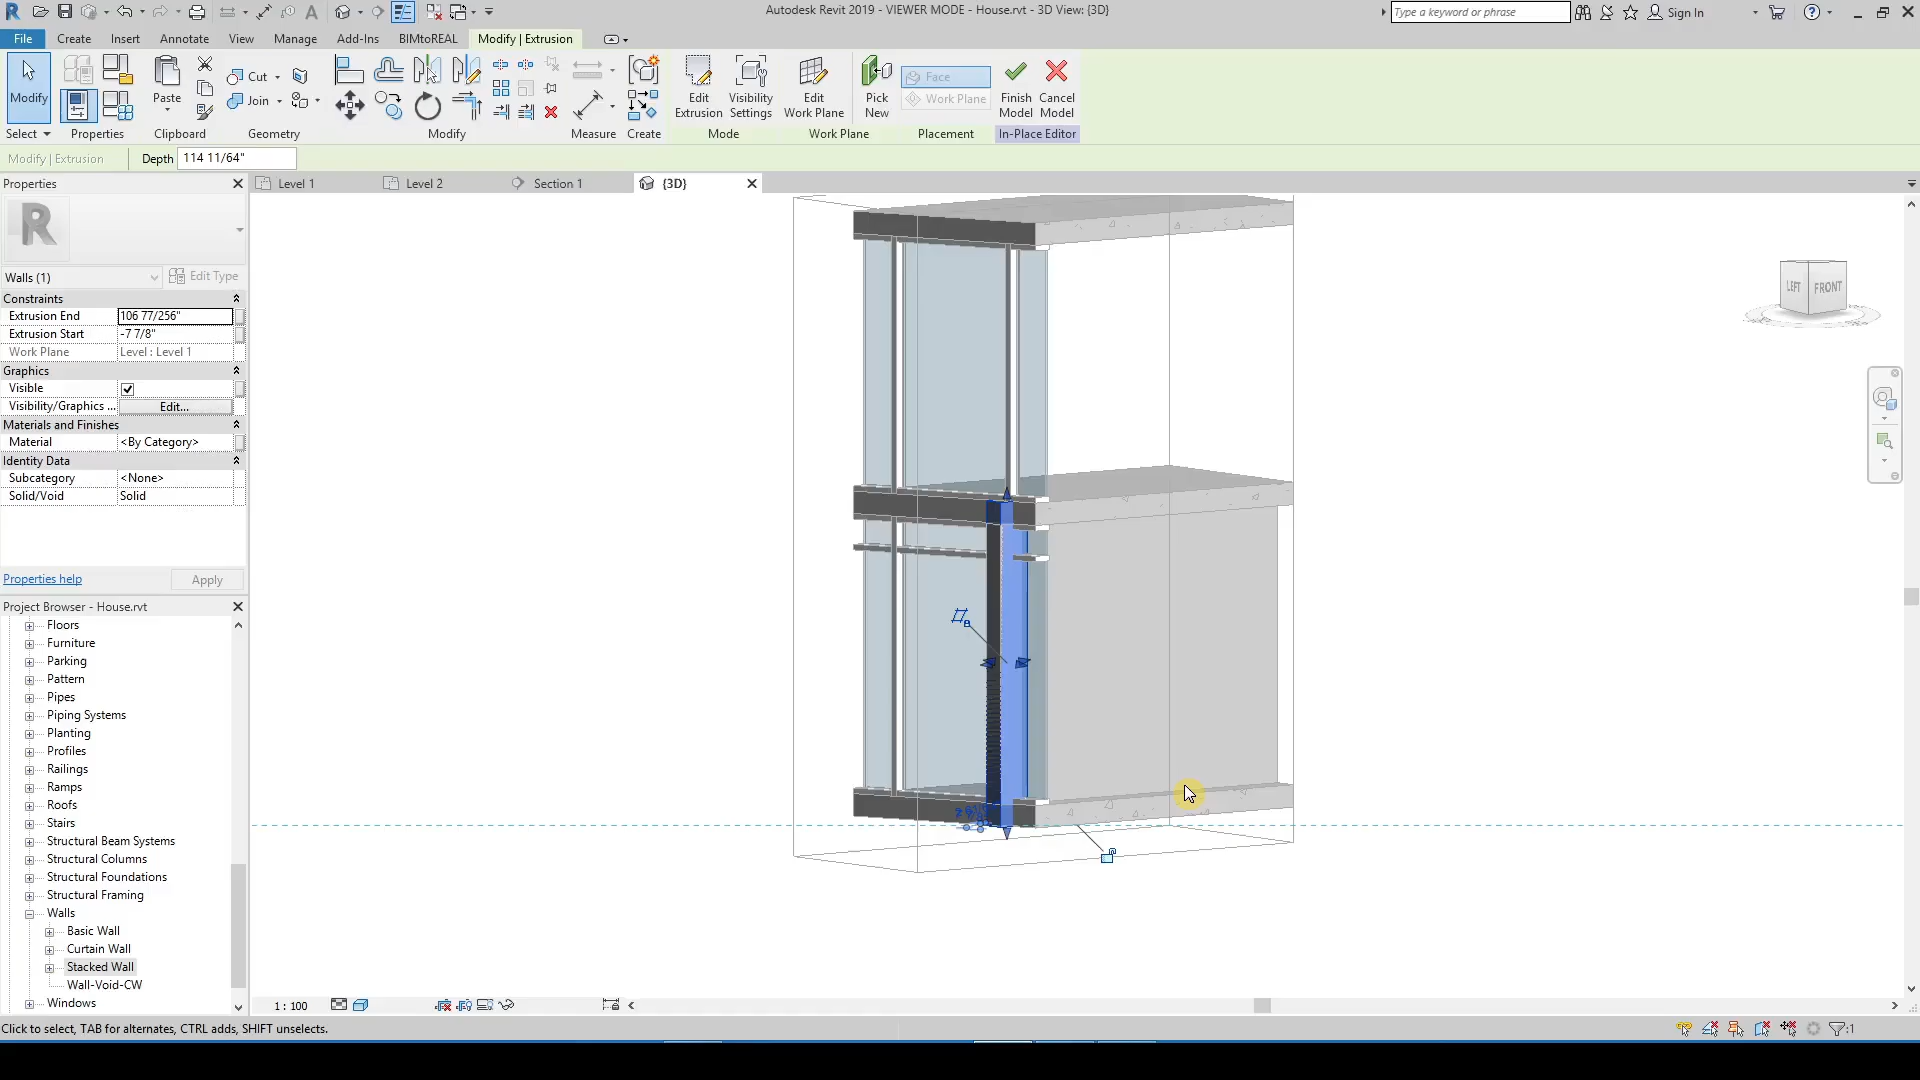 Autodesk Revit 2019 - VIEWER MODE - House.rvt - 3D View: {3D}
Type a keyword or phrase
Sign In
File
Create
Insert
Annotate
View
Manage
Add-Ins
BIMtoREAL
Modify | Extrusion
Modify
Paste
Cut
Join
Edit Extrusion
Visibility Settings
Edit Work Plane
Pick New
Face
Work Plane
Finish Model
Cancel Model
Select
Properties
Clipboard
Geometry
Modify
Measure
Create
Mode
Work Plane
Placement
In-Place Editor
Modify | Extrusion
Depth
114 11/64"
Properties
Level 1
Level 2
Section 1
{3D}
Walls (1)
Edit Type
Constraints
Extrusion End
106 77/256"
Extrusion Start
-7 7/8"
Work Plane
Level : Level 1
Graphics
Visible
Visibility/Graphics ...
Edit...
Materials and Finishes
Material
<By Category>
Identity Data
Subcategory
<None>
Solid/Void
Solid
Properties help
Apply
LEFT
FRONT
Project Browser - House.rvt
Floors
Furniture
Parking
Pattern
Pipes
Piping Systems
Planting
Profiles
Railings
Ramps
Roofs
Stairs
Structural Beam Systems
Structural Columns
Structural Foundations
Structural Framing
Walls
Basic Wall
Curtain Wall
Stacked Wall
Wall-Void-CW
Windows
1 : 100
Click to select, TAB for alternates, CTRL adds, SHIFT unselects.
:1